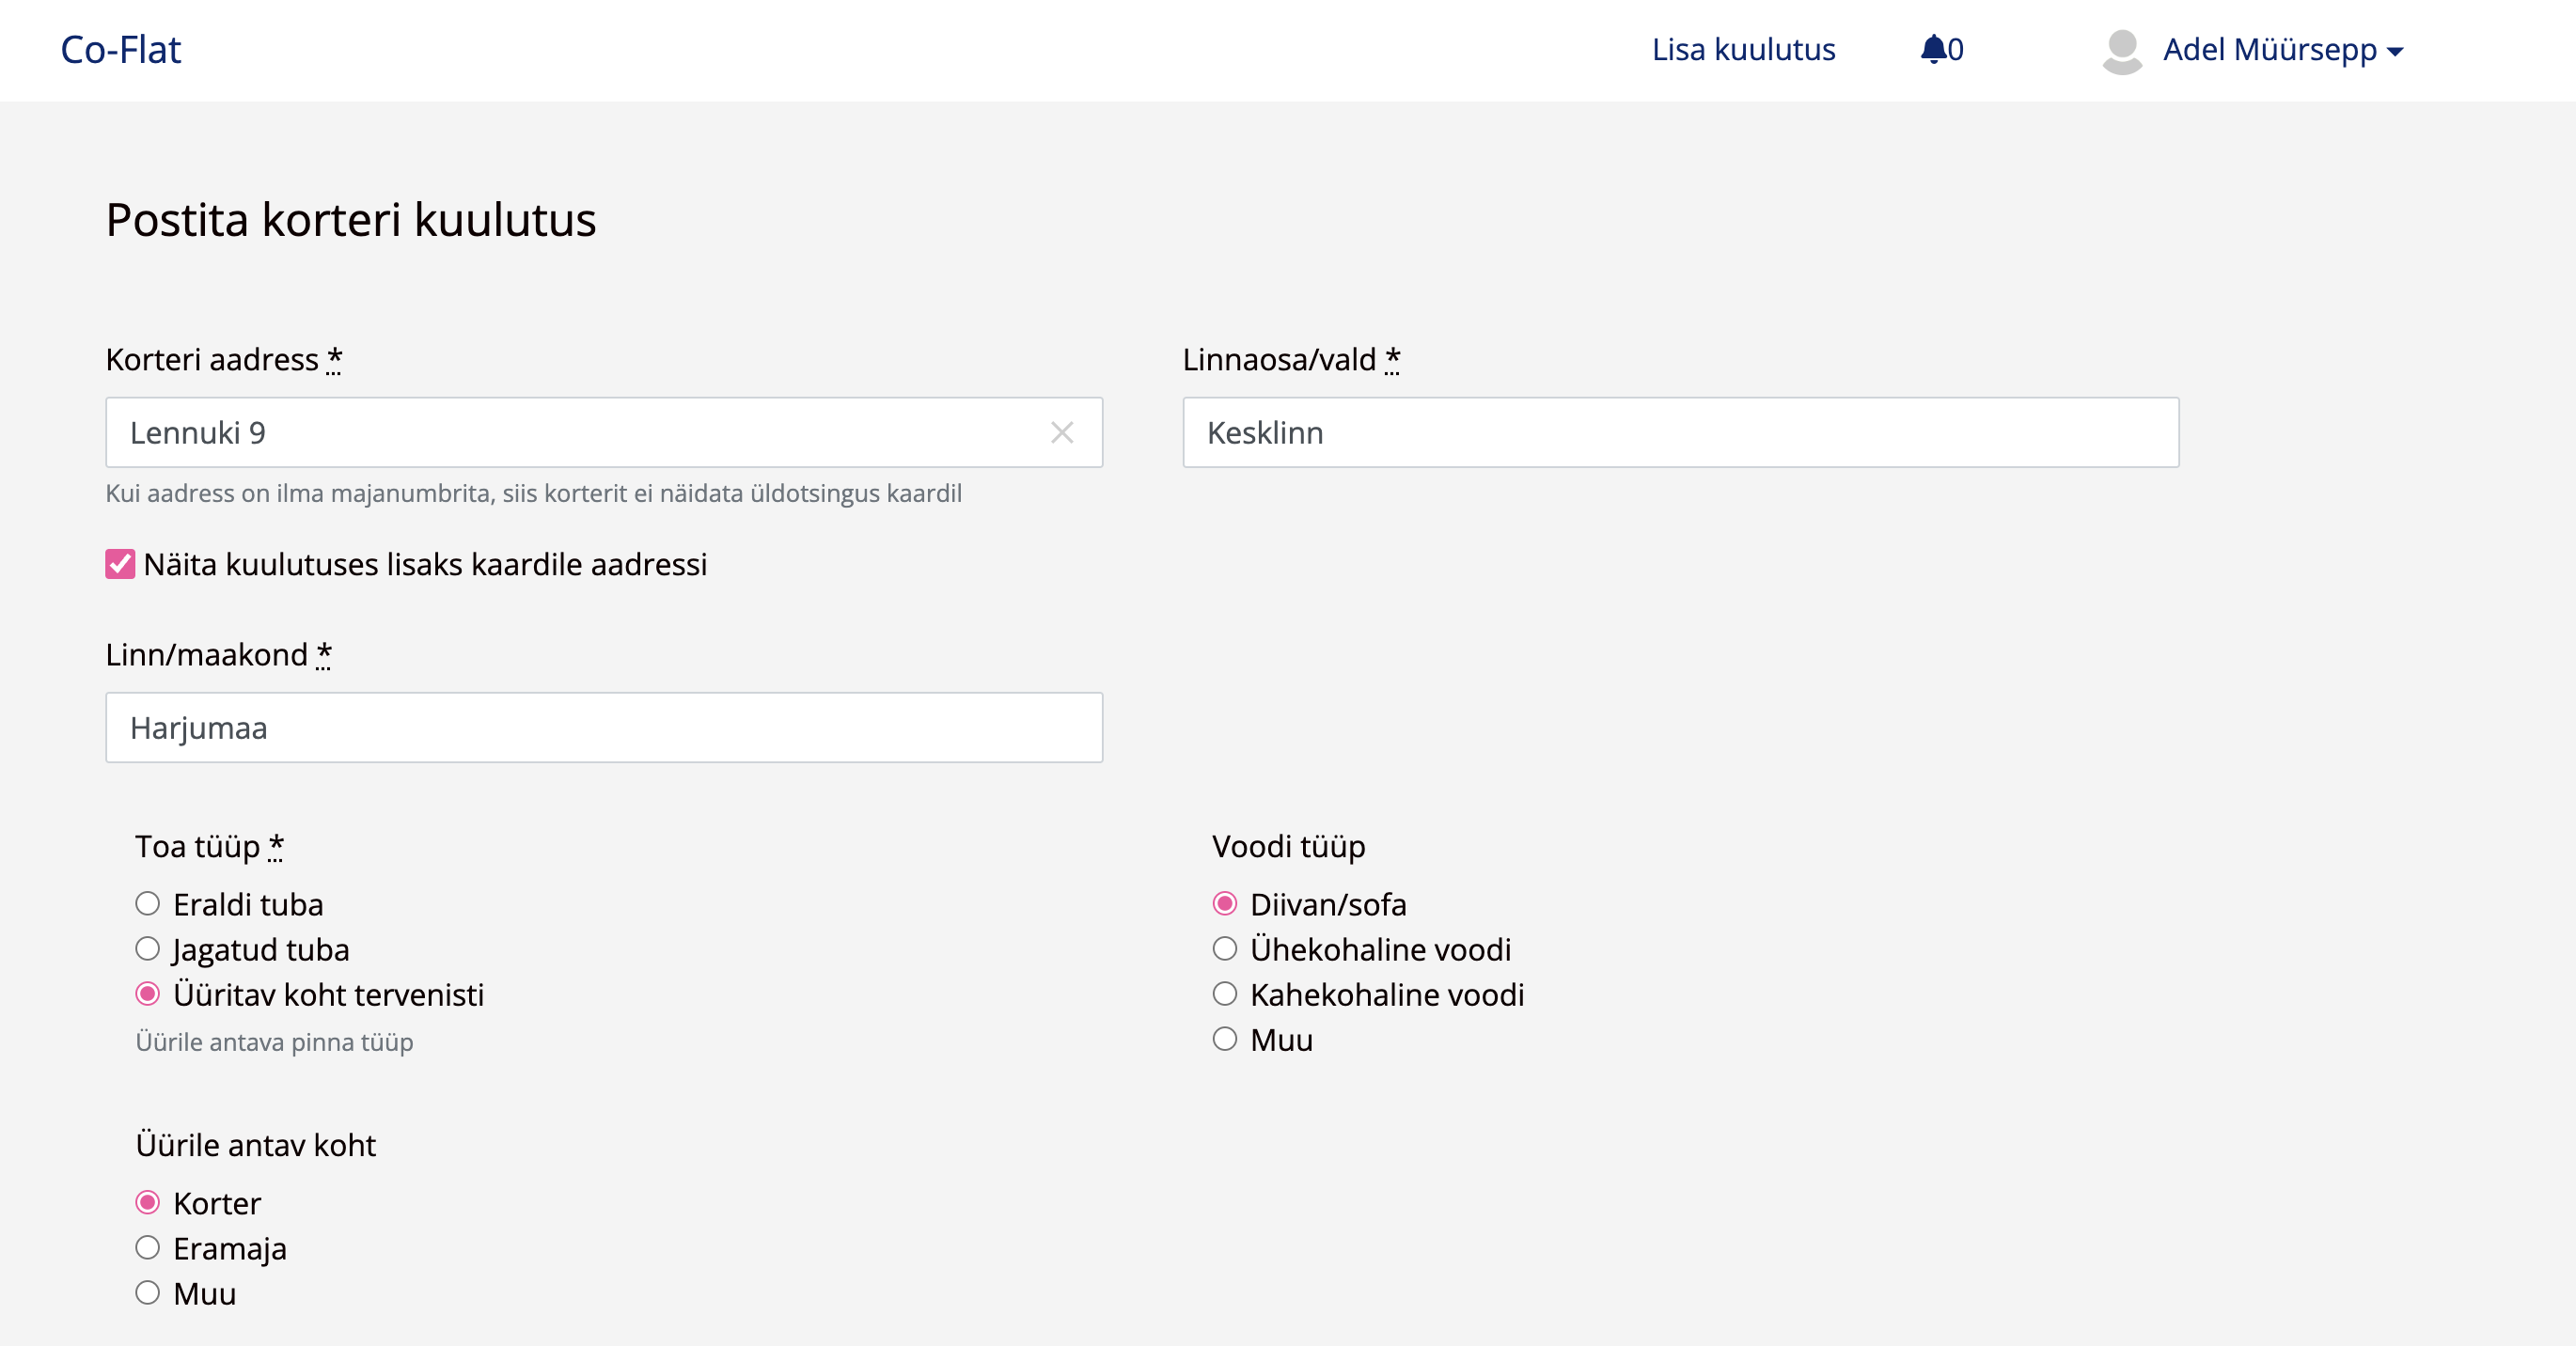 Co-Flat
Lisa kuulutus
0
Adel Müürsepp
Postita korteri kuulutus
Korteri aadress *
Lennuki 9
Kui aadress on ilma majanumbrita, siis korterit ei näidata üldotsingus kaardil
Näita kuulutuses lisaks kaardile aadressi
Linnaosa/vald *
Kesklinn
Linn/maakond *
Harjumaa
Toa tüüp *
Eraldi tuba
Jagatud tuba
Üüritav koht tervenisti
Üürile antava pinna tüüp
Voodi tüüp
Diivan/sofa
Ühekohaline voodi
Kahekohaline voodi
Muu
Üürile antav koht
Korter
Eramaja
Muu